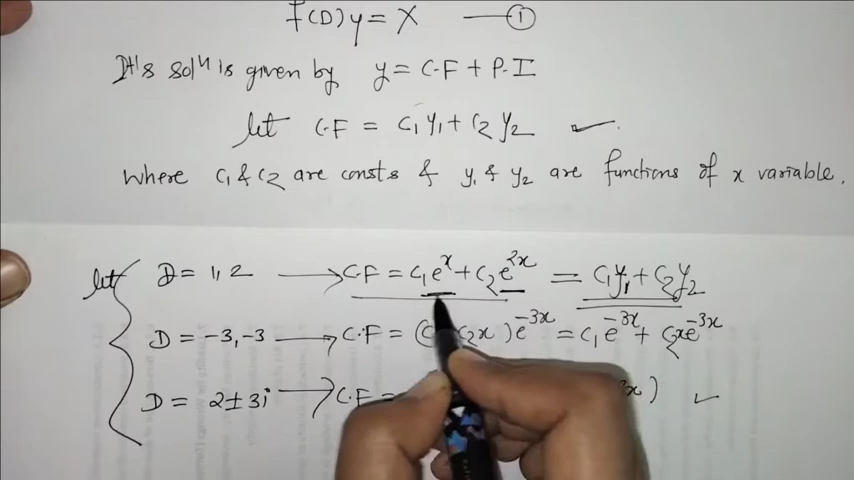 f(D)y = X ——①
It's solⁿ is given by y = C.F + P.I
let C.F = C₁y₁ + C₂y₂
where C₁ & C₂ are consts & y₁ & y₂ are functions of x variable.
let D = 1, 2 ⟶ C.F = C₁eˣ + C₂e²ˣ = C₁y₁ + C₂y₂
D = -3, -3 ⟶ C.F = (C C₂x) e⁻³ˣ = C₁e⁻³ˣ + C₂xe⁻³ˣ
D = 2±3i ⟶ C.F = 3x)